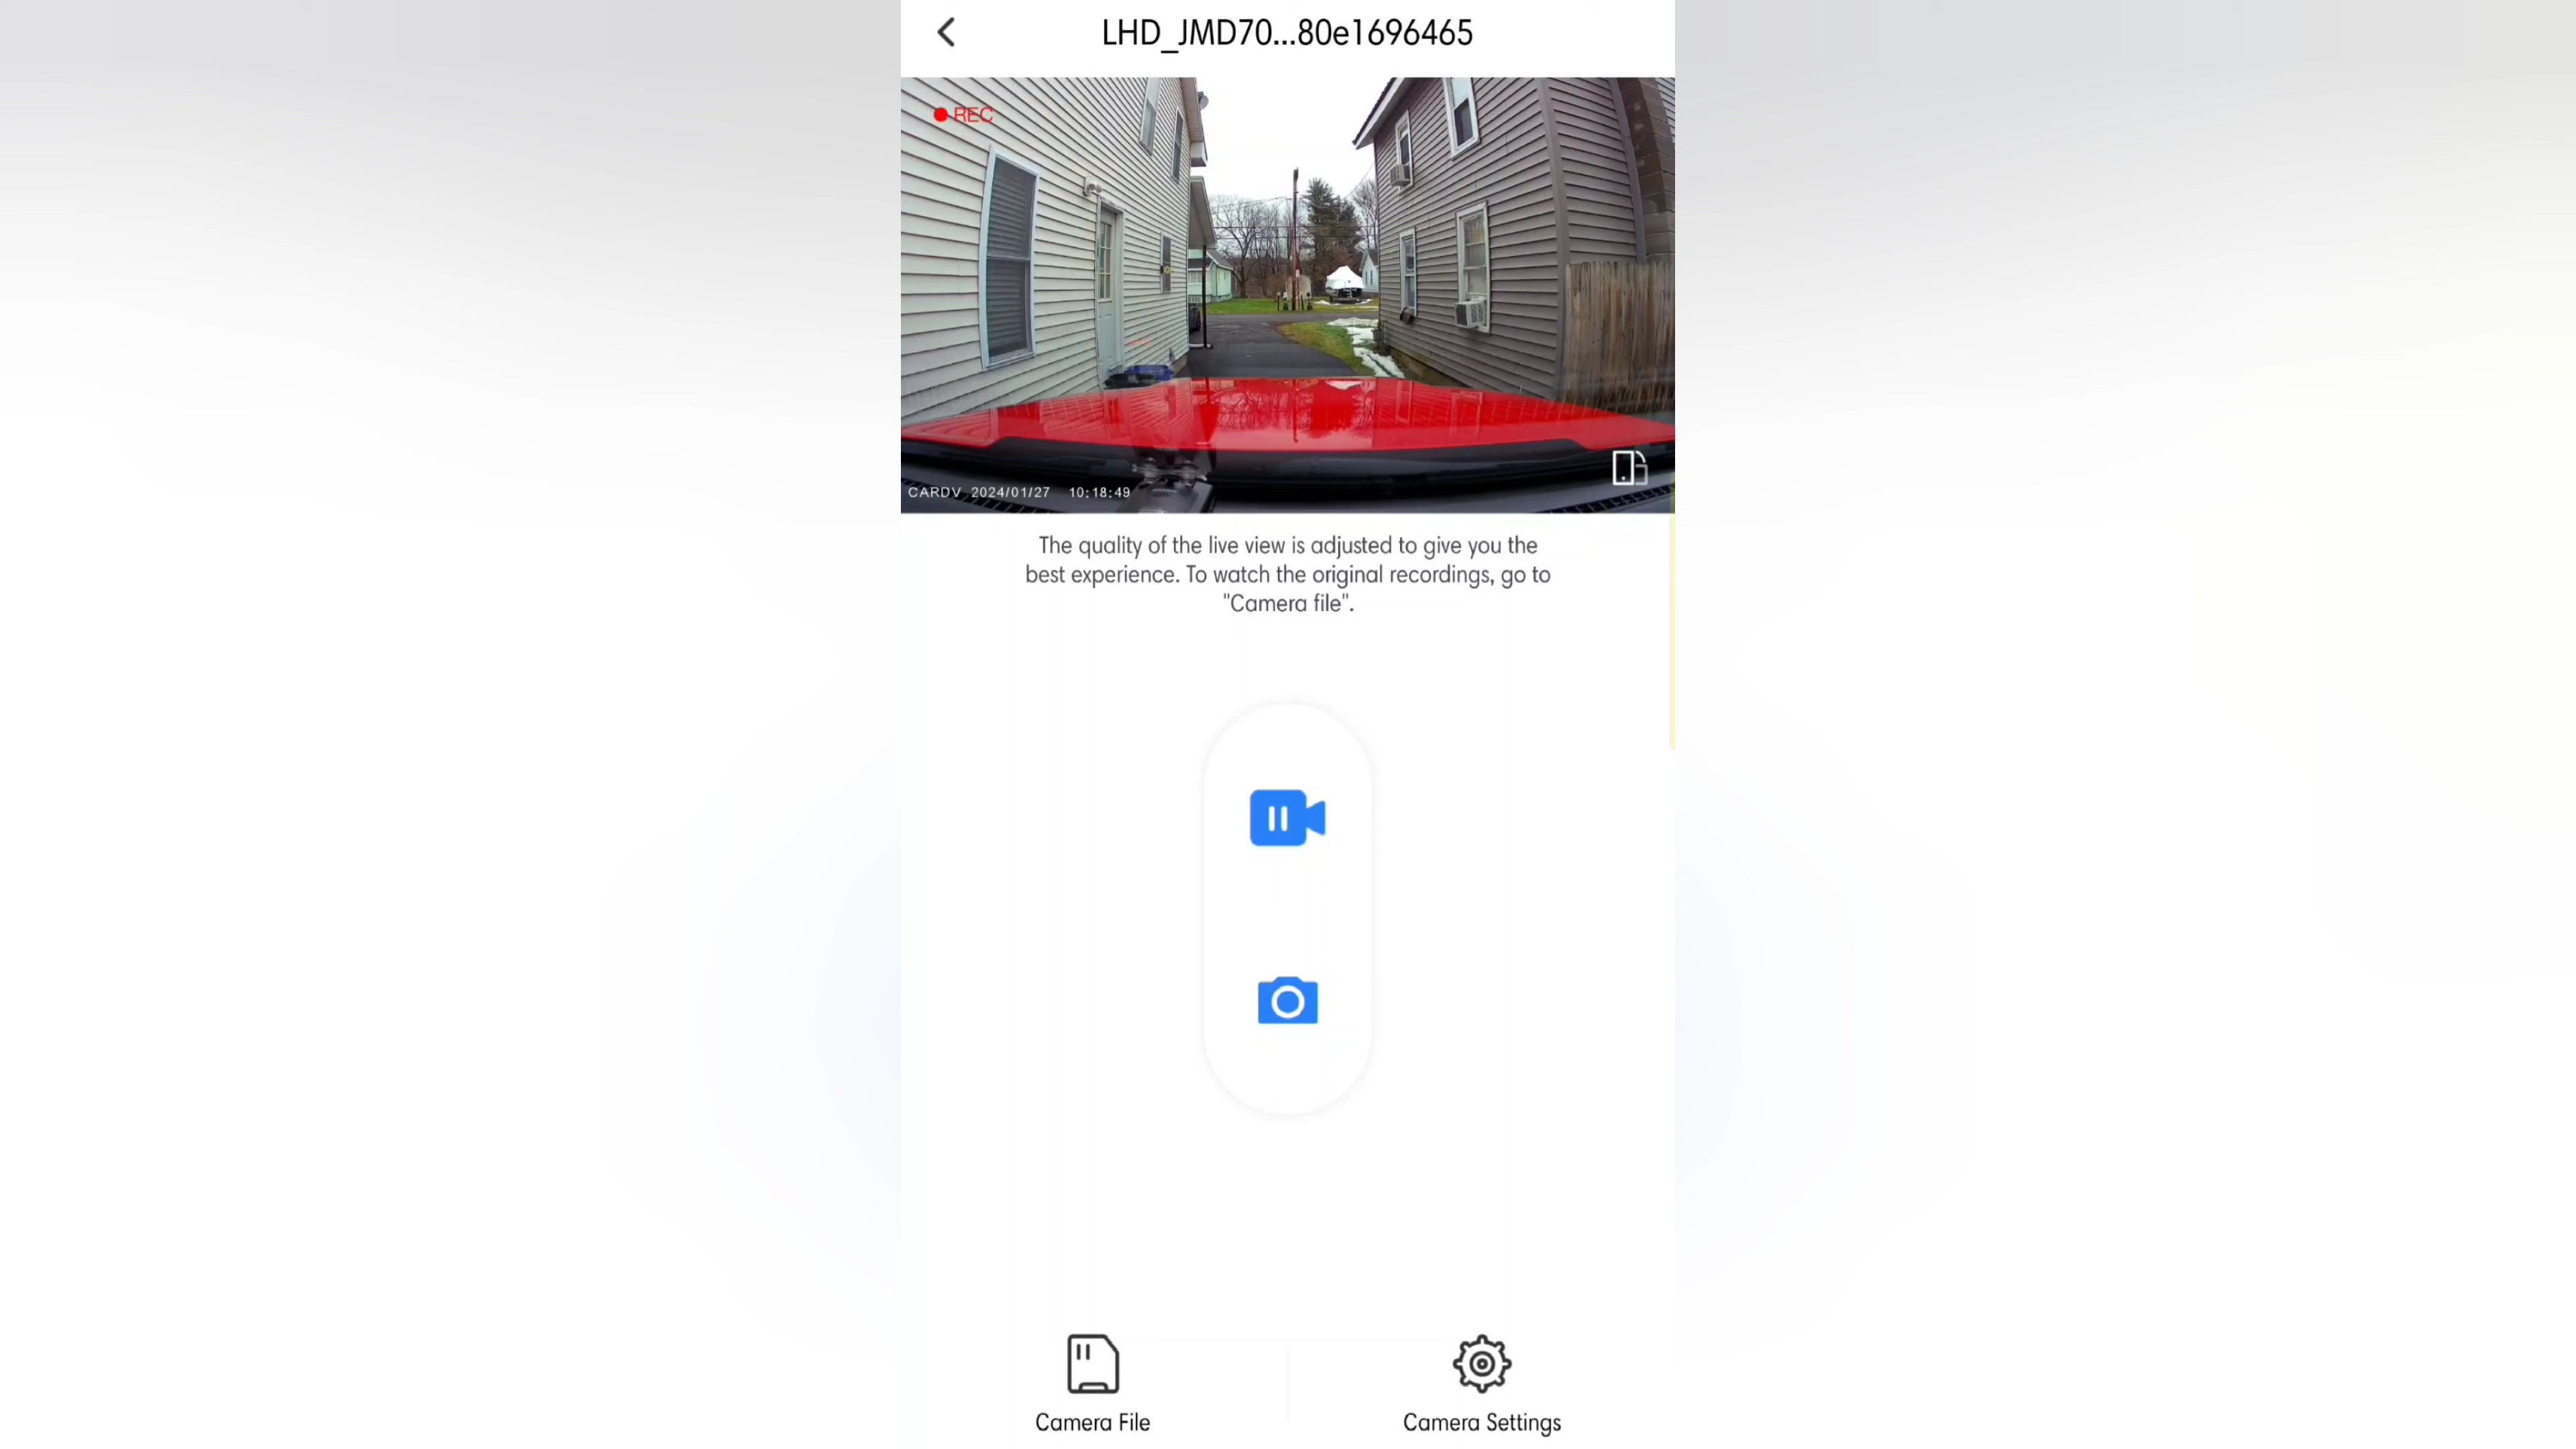 LHD_JMD70...80e1696465
REC
CARDV 2024/01/27 10:18:49
The quality of the live view is adjusted to give you the
best experience. To watch the original recordings, go to
"Camera file".
Camera File
Camera Settings